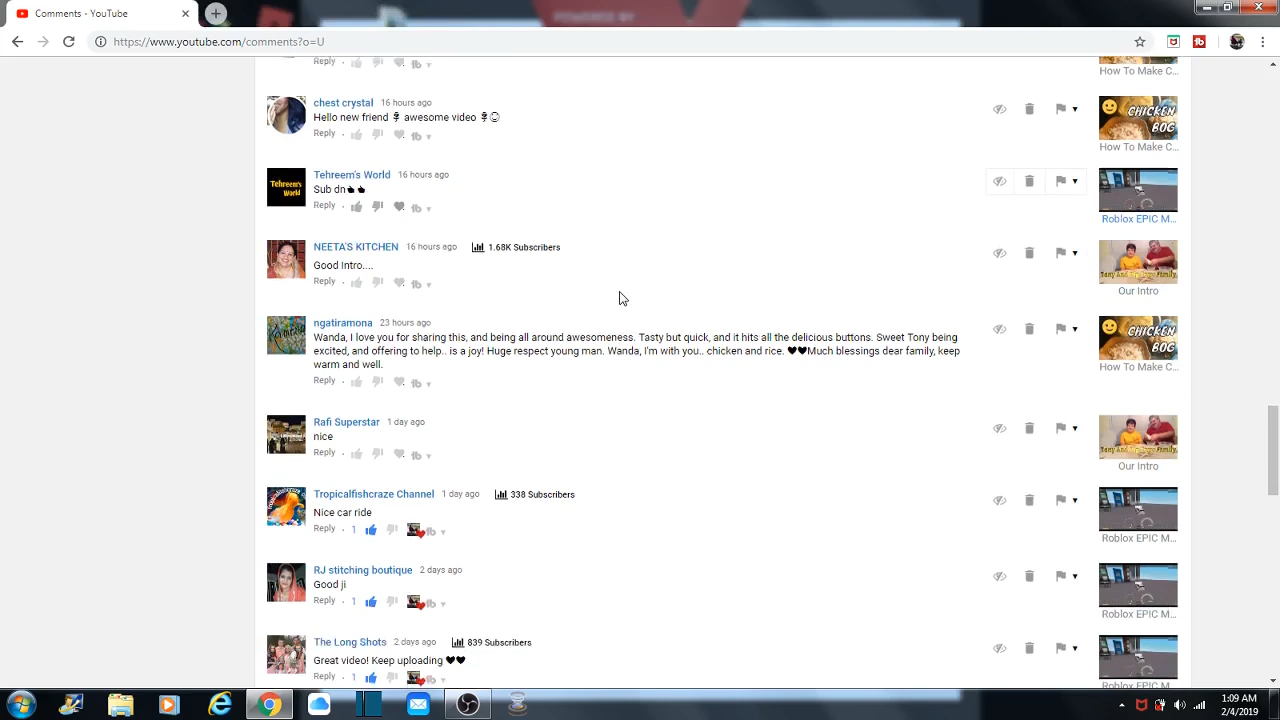 POWERED BY
Comments - YouTube
https://www.youtube.com/comments?o=U
Reply
How To Make C...
chest crystal 16 hours ago
Hello new friend awesome video
Reply
CHICKEN BOG
How To Make C...
Tehreem's World
Tehreem's World 16 hours ago
Sub dn
Reply
Roblox EPIC M...
NEETA'S KITCHEN 16 hours ago 1.68K Subscribers
Good Intro....
Reply
Our Intro
ngatiramona 23 hours ago
Wanda, I love you for sharing this, and being all around awesomeness. Tasty but quick, and it hits all the delicious buttons. Sweet Tony being
excited, and offering to help.. is a joy! Huge respect young man. Wanda, I'm with you.. chicken and rice. ♥♥Much blessings dear family, keep
warm and well.
Reply
CHICKEN BOG
How To Make C...
Rafi Superstar 1 day ago
nice
Reply
Our Intro
Tropicalfishcraze Channel 1 day ago 338 Subscribers
Nice car ride
Reply 1
Roblox EPIC M...
RJ stitching boutique 2 days ago
Good ji
Reply 1
Roblox EPIC M...
The Long Shots 2 days ago 839 Subscribers
Great video! Keep uploading ♥♥
Reply 1
Roblox EPIC M...
1:09 AM
2/4/2019